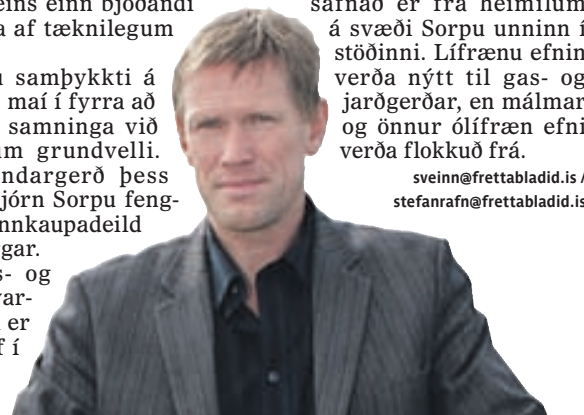 eins einn bjóðandi
a af tæknilegum
samþykkti á
maí í fyrra að
samninga við
um grundvelli.
ndargerð þess
jórn Sorpu feng-
nnkaupadeild
gar.
s- og
var-
er
f í
safnað er frá heimilum
á svæði Sorpu unninn í
stöðinni. Lífrænu efnin
verða nýtt til gas- og
jarðgerðar, en málmar
og önnur ólífræn efni
verða flokkuð frá.
sveinn@frettabladid.is /
stefanrafn@frettabladid.is